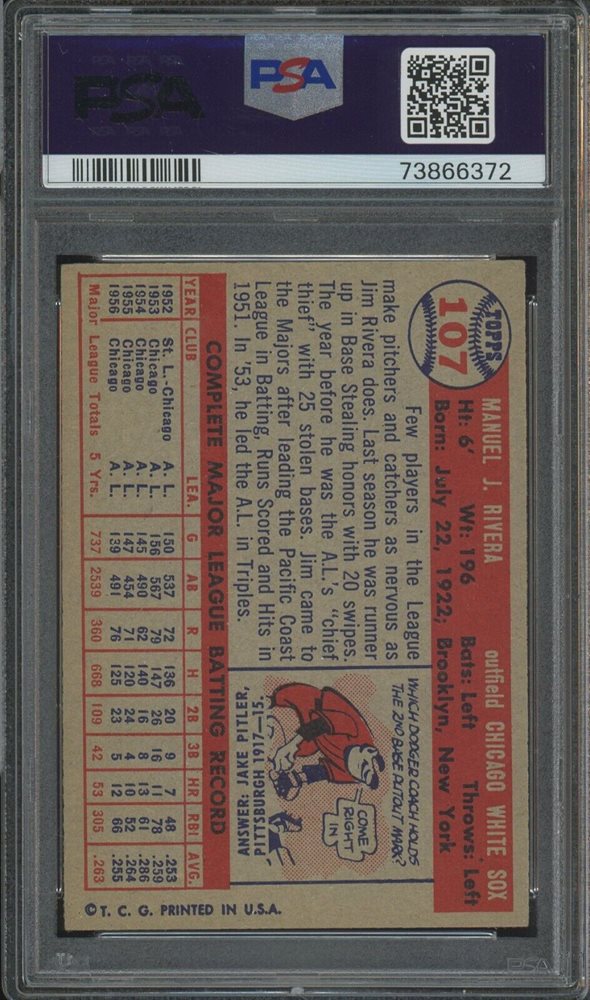 PSA
PSA
73866372
TOPPS
107
MANUEL J. RIVERA outfield CHICAGO WHITE SOX
Ht: 6' Wt: 196 Bats: Left Throws: Left
Born: July 22, 1922; Brooklyn, New York
Few players in the League
make pitchers and catchers as nervous as
Jim Rivera does. Last season he was runner
up in Base Stealing honors with 20 swipes.
The year before he was the A.L.'s "chief
thief" with 25 stolen bases. Jim came to
the Majors after leading the Pacific Coast
League in Batting, Runs Scored and Hits in
1951. In '53, he led the A.L. in Triples.
WHICH DODGER COACH HOLDS
THE 2ND BASE PUTOUT MARK?
COME
RIGHT
IN
ANSWER: JAKE PITLER,
PITTSBURGH 1917-15.
COMPLETE MAJOR LEAGUE BATTING RECORD
YEAR CLUB LEA. G AB R H 2B 3B HR RBI AVG.
1952 St. L.-Chicago A. L. 150 537 72 136 20 9 7 48 .253
1953 Chicago A. L. 156 567 79 147 26 16 11 78 .259
1954 Chicago A. L. 145 490 62 140 16 8 13 61 .286
1955 Chicago A. L. 147 454 71 120 24 4 10 52 .264
1956 Chicago A. L. 139 491 76 125 23 5 12 66 .255
Major League Totals 5 Yrs. 737 2539 360 668 109 42 53 305 .263
© T. C. G. PRINTED IN U.S.A.
PSA